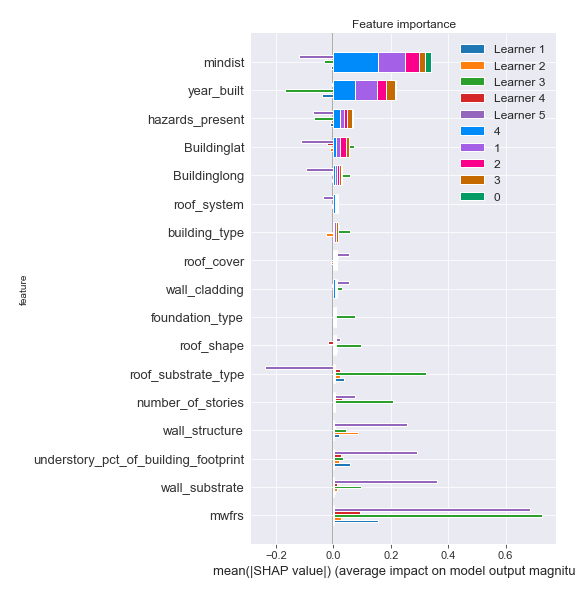 Feature importance
mindist
year_built
hazards_present
Buildinglat
Buildinglong
roof_system
building_type
roof_cover
wall_cladding
foundation_type
roof_shape
roof_substrate_type
number_of_stories
wall_structure
understory_pct_of_building_footprint
wall_substrate
mwfrs
feature
Learner 1
Learner 2
Learner 3
Learner 4
Learner 5
4
1
2
3
0
−0.2 0.0 0.2 0.4 0.6
mean(|SHAP value|) (average impact on model output magnitu